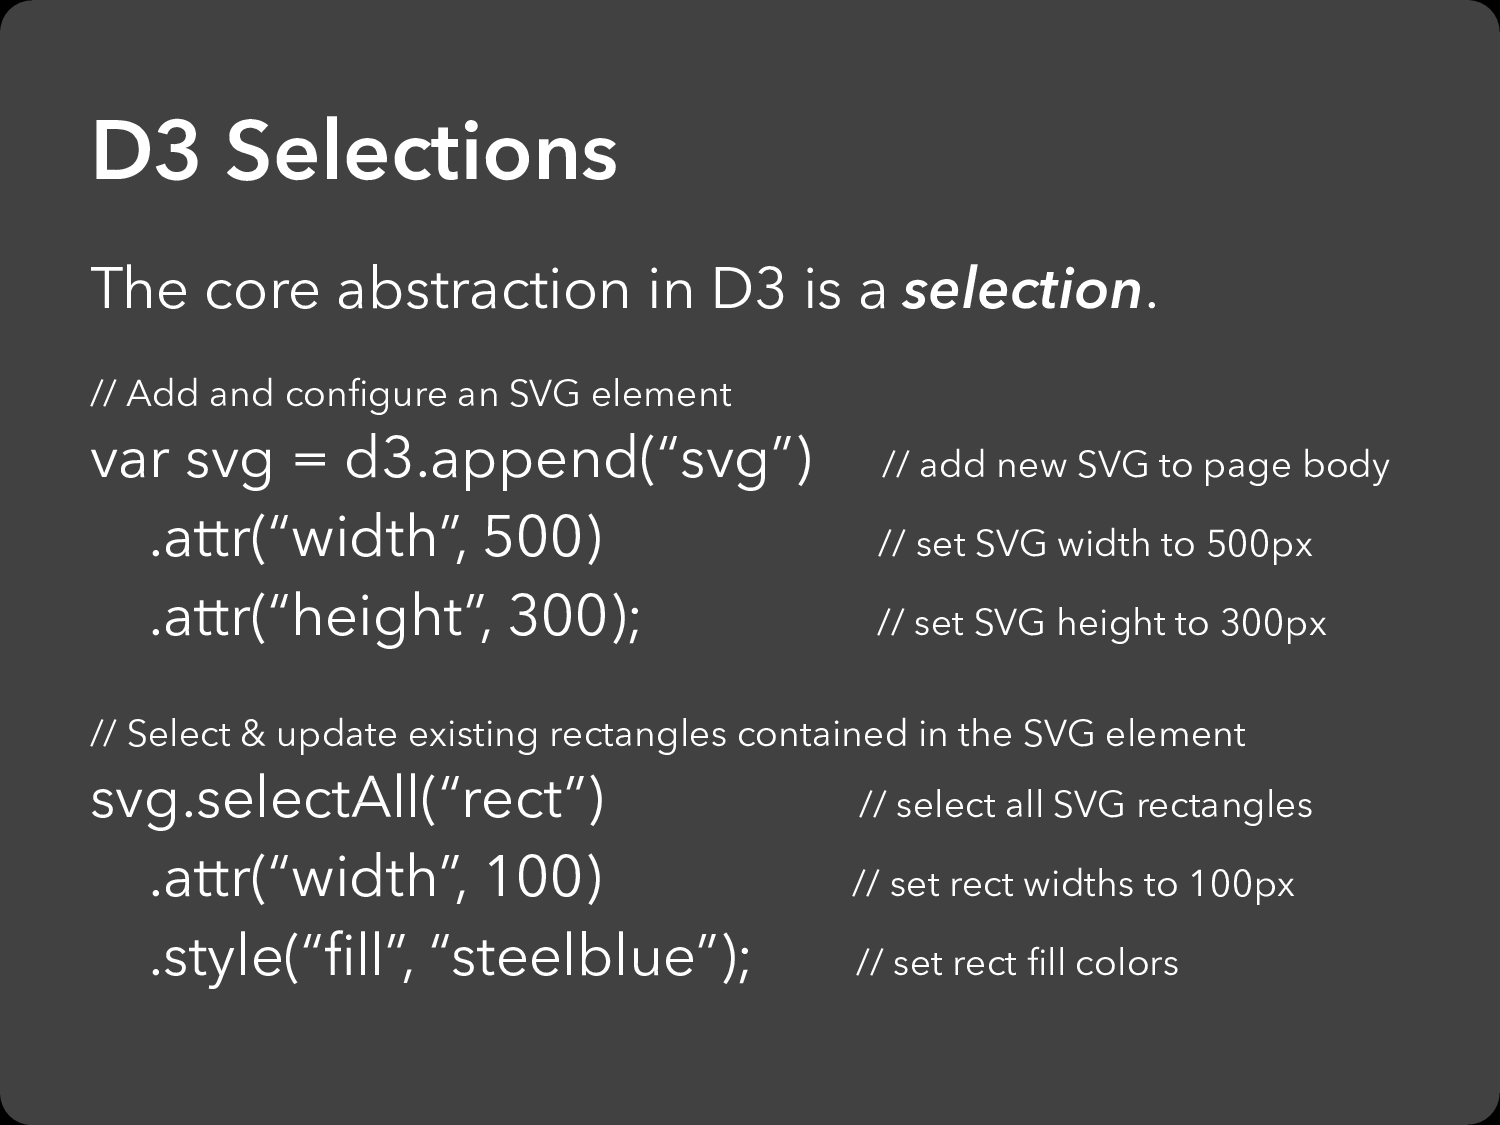 D3 Selections
The core abstraction in D3 is a selection.
// Add and configure an SVG element
var svg = d3.append(“svg”) // add new SVG to page body
.attr(“width”, 500) // set SVG width to 500px
.attr(“height”, 300); // set SVG height to 300px
// Select & update existing rectangles contained in the SVG element
svg.selectAll(“rect”) // select all SVG rectangles
.attr(“width”, 100) // set rect widths to 100px
.style(“fill”, “steelblue”); // set rect fill colors